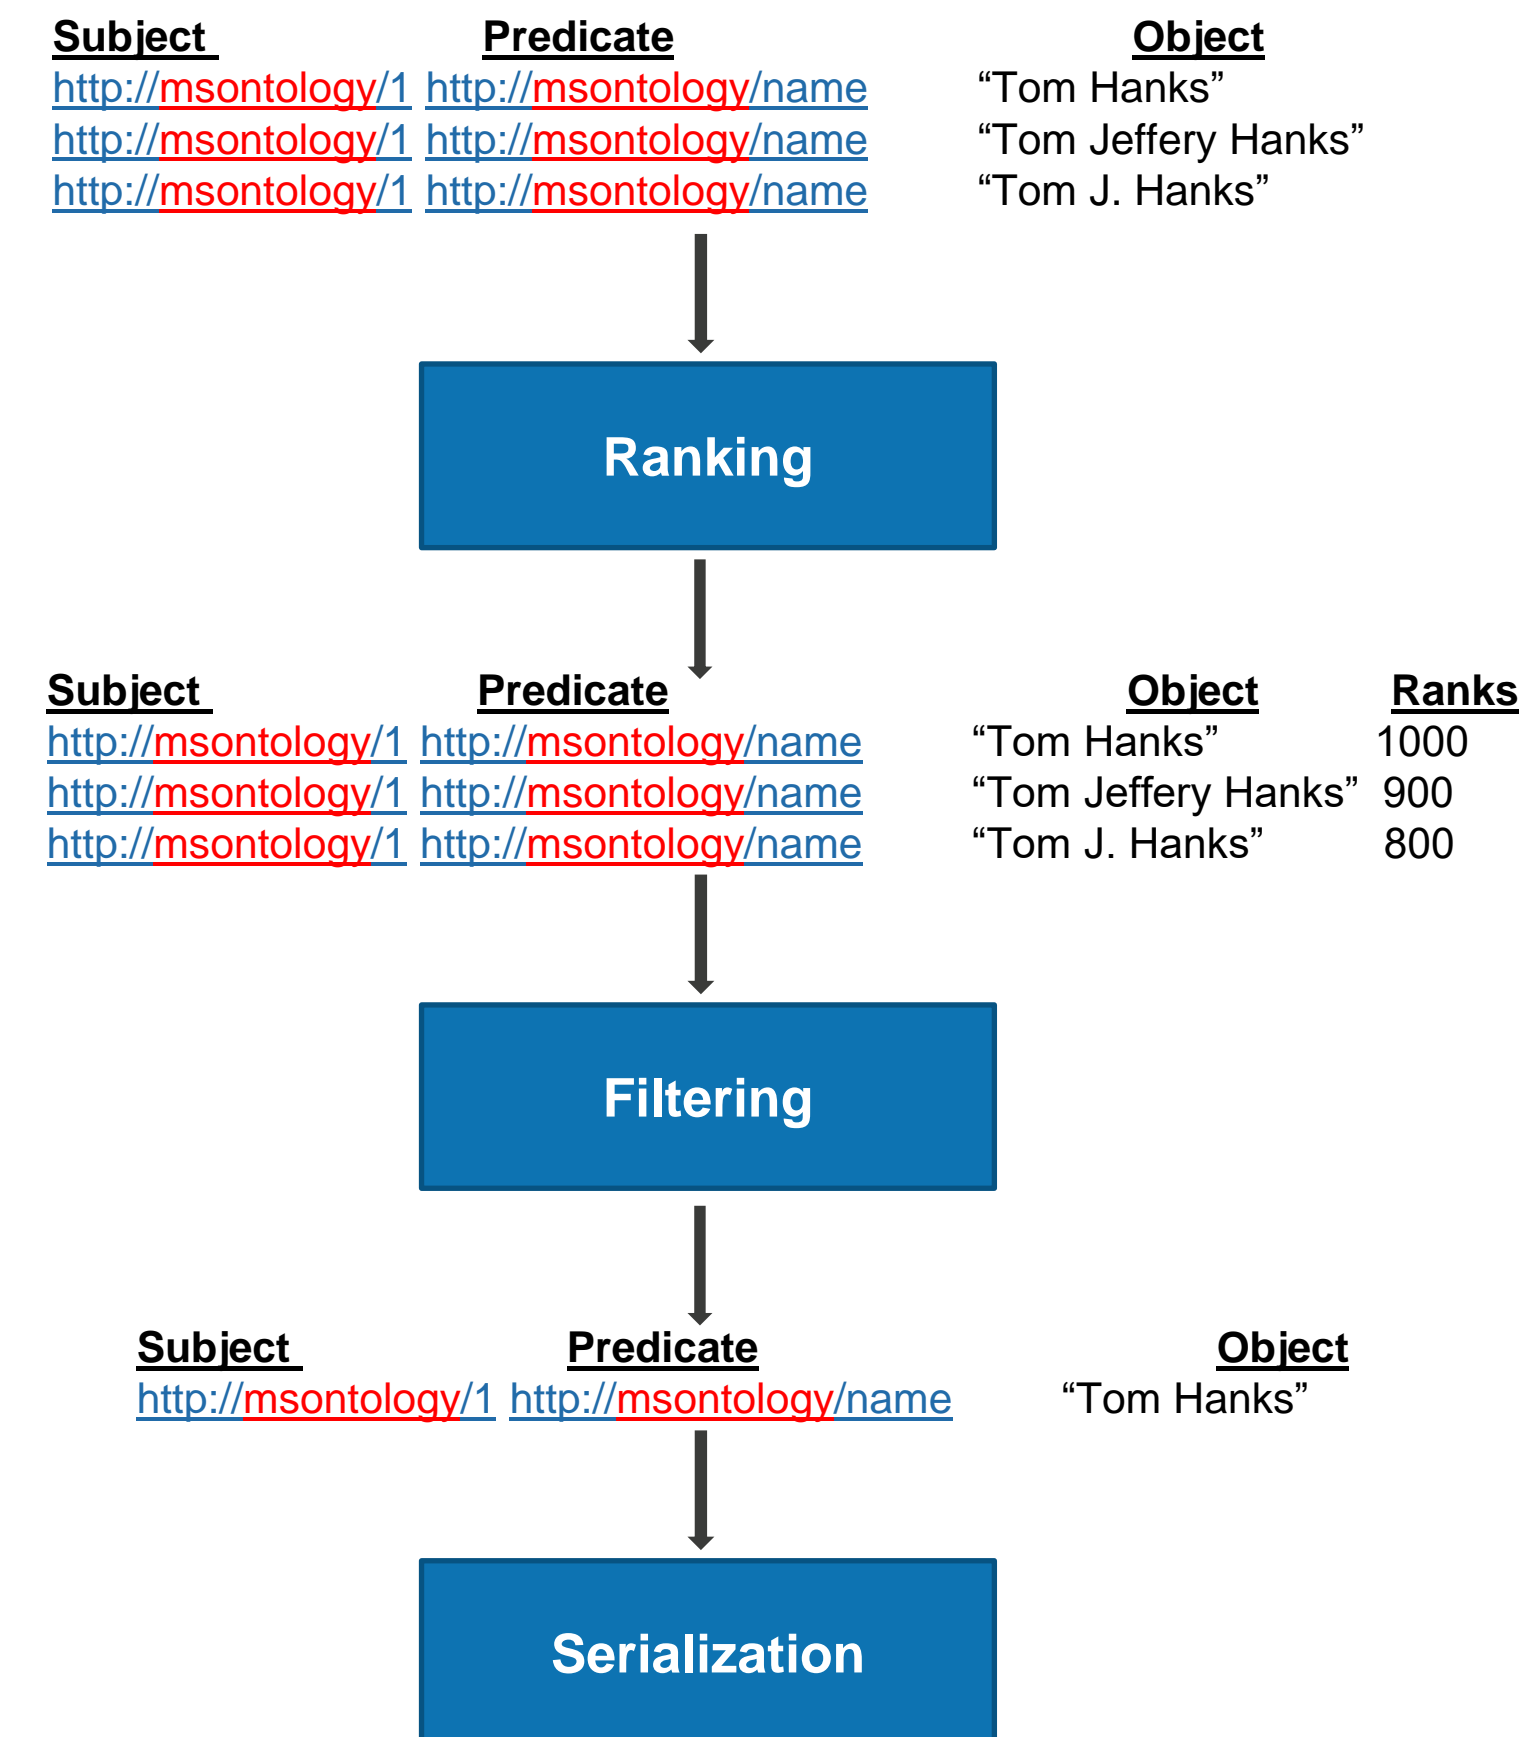 Subject Predicate Object
http://msontology/1 http://msontology/name “Tom Hanks”
http://msontology/1 http://msontology/name “Tom Jeffery Hanks”
http://msontology/1 http://msontology/name “Tom J. Hanks”
Ranking
Subject Predicate Object Ranks
http://msontology/1 http://msontology/name “Tom Hanks” 1000
http://msontology/1 http://msontology/name “Tom Jeffery Hanks” 900
http://msontology/1 http://msontology/name “Tom J. Hanks” 800
Filtering
Subject Predicate Object
http://msontology/1 http://msontology/name “Tom Hanks”
Serialization